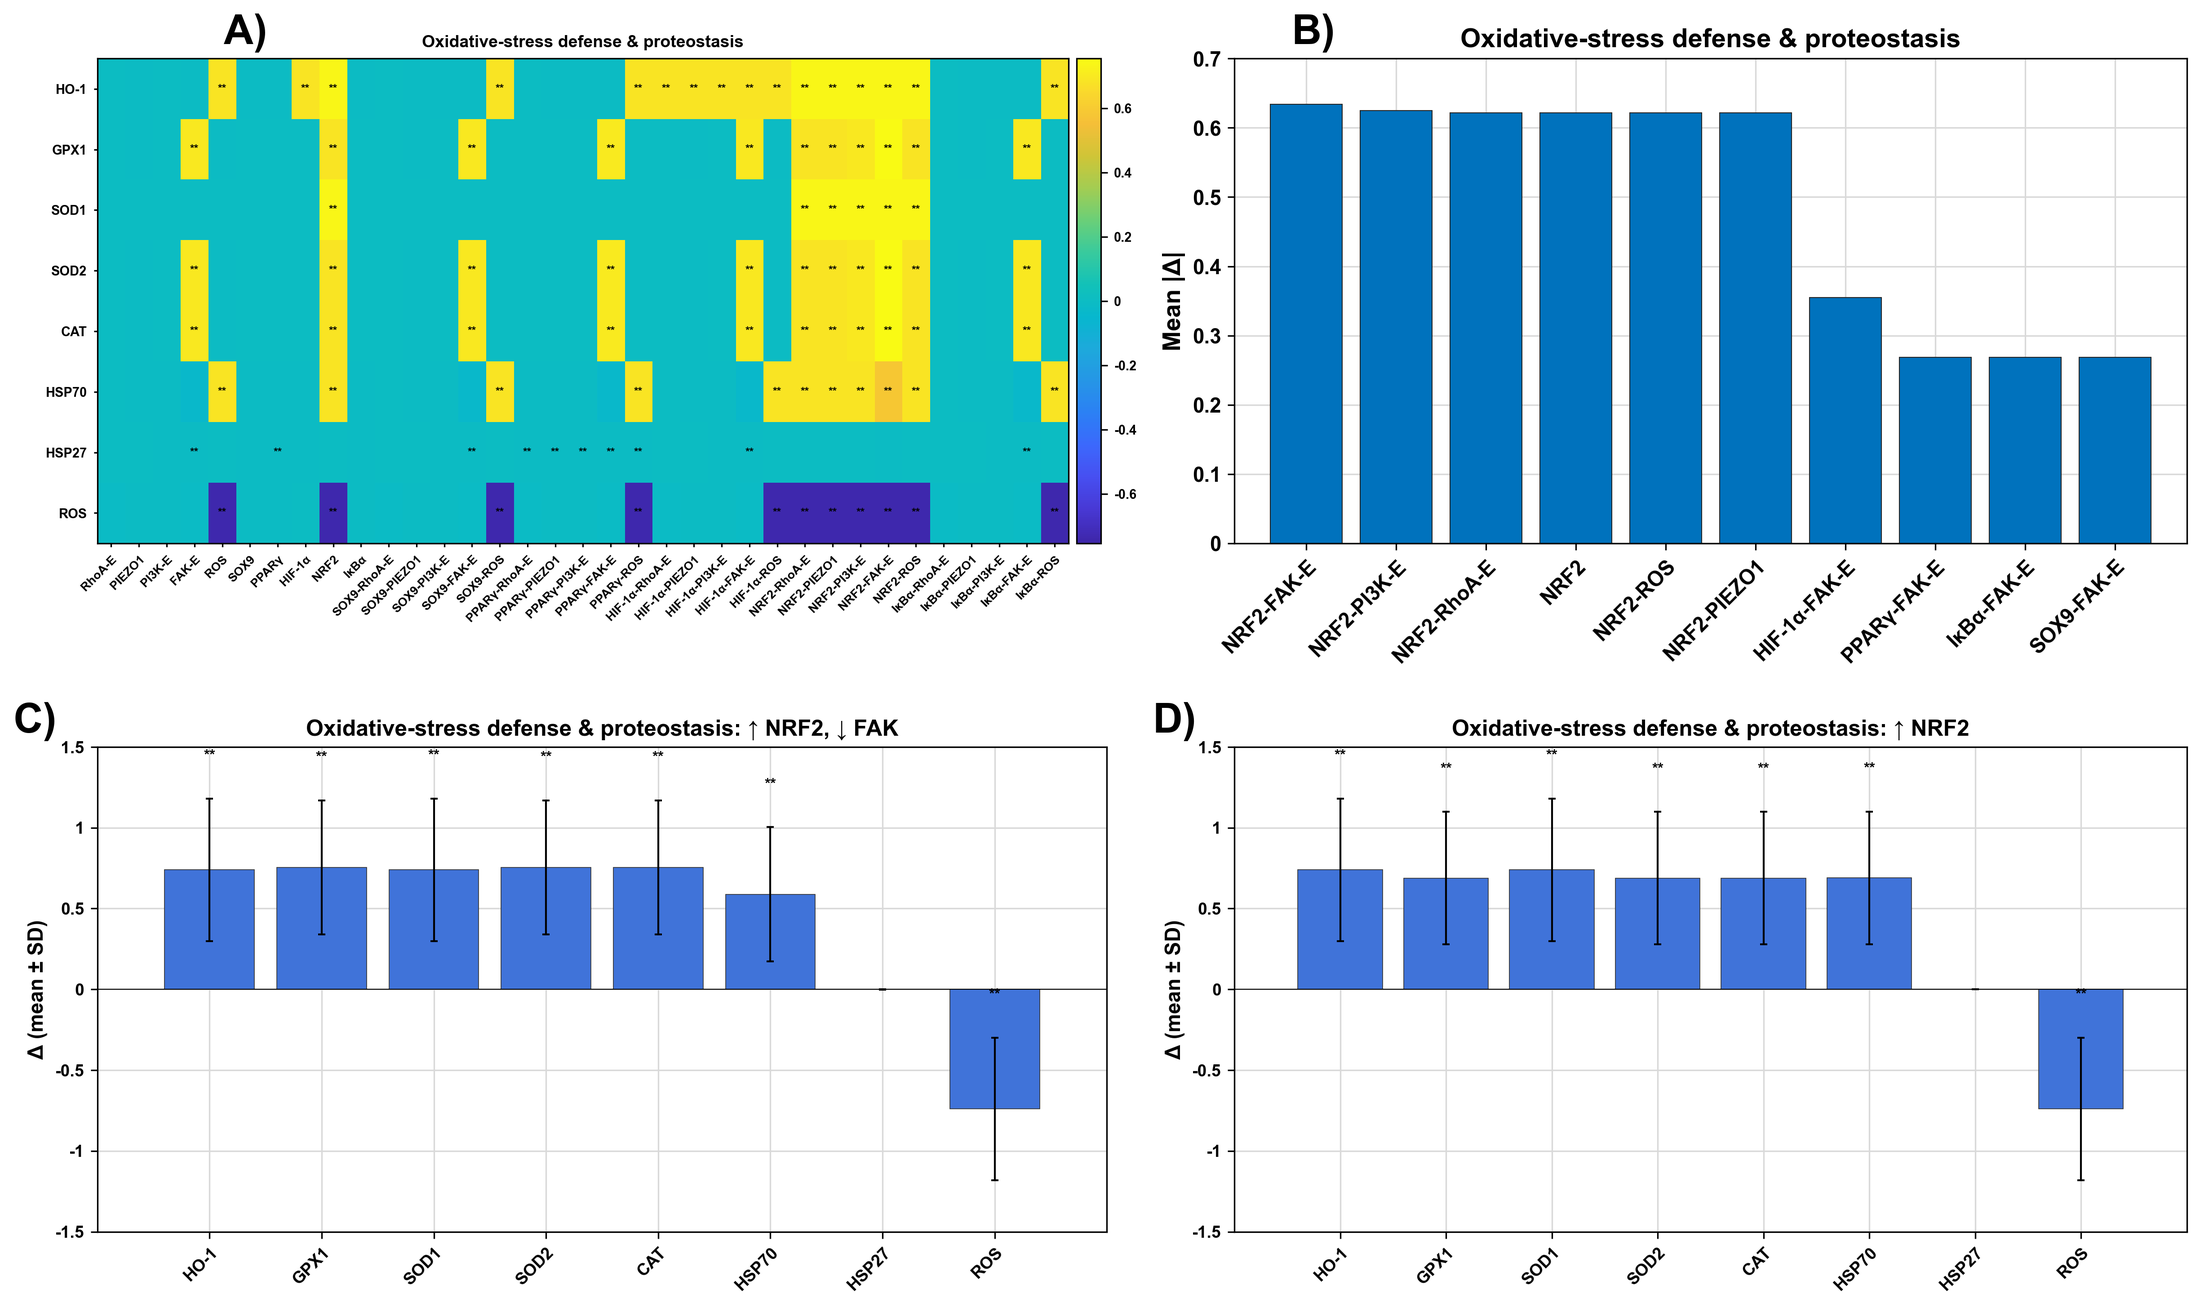 A)
Oxidative-stress defense & proteostasis
HO-1
** ** ** ** ** ** ** ** ** ** ** ** ** ** ** **
GPX1
** ** ** ** ** ** ** ** ** ** **
SOD1
** ** ** ** ** **
SOD2
** ** ** ** ** ** ** ** ** ** **
CAT
** ** ** ** ** ** ** ** ** ** **
HSP70
** ** ** ** ** ** ** ** ** ** **
HSP27
** ** ** ** ** ** ** ** ** **
ROS
** ** ** ** ** ** ** ** ** ** **
RhoA-E
PIEZO1
PI3K-E
FAK-E
ROS
SOX9
PPARγ
HIF-1α
NRF2
IκBα
SOX9-RhoA-E
SOX9-PIEZO1
SOX9-PI3K-E
SOX9-FAK-E
SOX9-ROS
PPARγ-RhoA-E
PPARγ-PIEZO1
PPARγ-PI3K-E
PPARγ-FAK-E
PPARγ-ROS
HIF-1α-RhoA-E
HIF-1α-PIEZO1
HIF-1α-PI3K-E
HIF-1α-FAK-E
HIF-1α-ROS
NRF2-RhoA-E
NRF2-PIEZO1
NRF2-PI3K-E
NRF2-FAK-E
NRF2-ROS
IκBα-RhoA-E
IκBα-PIEZO1
IκBα-PI3K-E
IκBα-FAK-E
IκBα-ROS
0.6
0.4
0.2
0
-0.2
-0.4
-0.6
B)
Oxidative-stress defense & proteostasis
Mean |Δ|
0.7
0.6
0.5
0.4
0.3
0.2
0.1
0
NRF2-FAK-E
NRF2-PI3K-E
NRF2-RhoA-E
NRF2
NRF2-ROS
NRF2-PIEZO1
HIF-1α-FAK-E
PPARγ-FAK-E
IκBα-FAK-E
SOX9-FAK-E
C)
Oxidative-stress defense & proteostasis: ↑ NRF2, ↓ FAK
Δ (mean ± SD)
1.5
1
0.5
0
-0.5
-1
-1.5
** ** ** ** ** ** **
HO-1
GPX1
SOD1
SOD2
CAT
HSP70
HSP27
ROS
D)
Oxidative-stress defense & proteostasis: ↑ NRF2
Δ (mean ± SD)
1.5
1
0.5
0
-0.5
-1
-1.5
** ** ** ** ** ** **
HO-1
GPX1
SOD1
SOD2
CAT
HSP70
HSP27
ROS